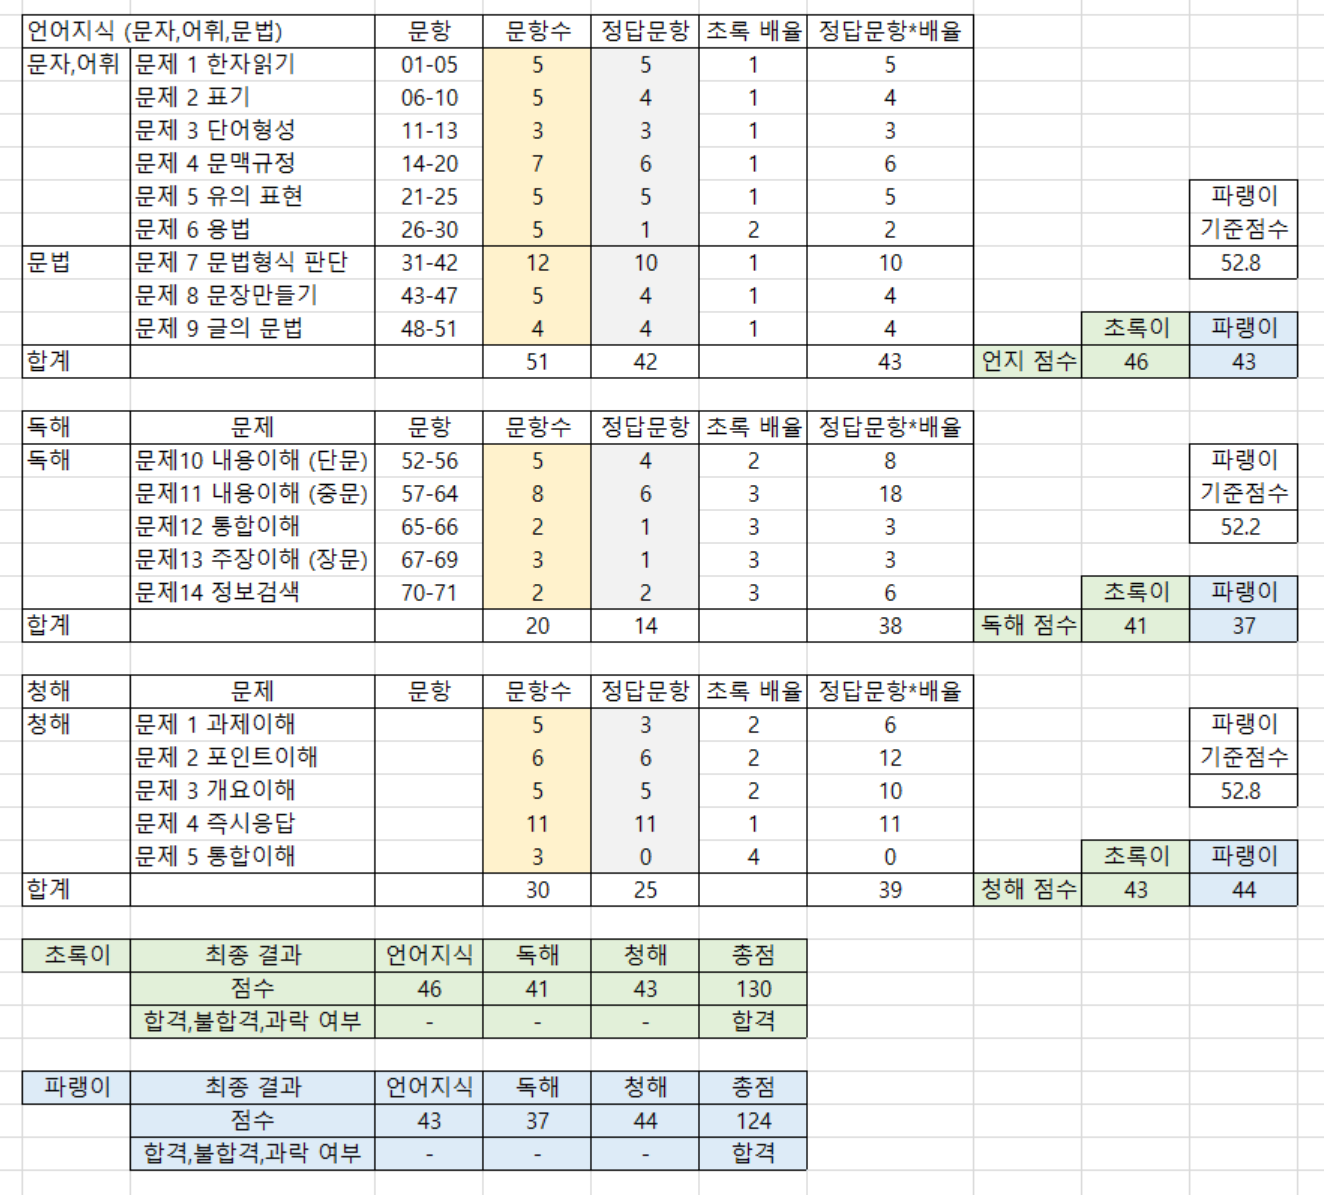 언어지식 (문자,어휘,문법) 문항 문항수 정답문항 초록 배율 정답문항*배율
문자,어휘 문제 1 한자읽기 01-05 5 5 1 5
문제 2 표기 06-10 5 4 1 4
문제 3 단어형성 11-13 3 3 1 3
문제 4 문맥규정 14-20 7 6 1 6
문제 5 유의 표현 21-25 5 5 1 5 파랭이
문제 6 용법 26-30 5 1 2 2 기준점수
문법 문제 7 문법형식 판단 31-42 12 10 1 10 52.8
문제 8 문장만들기 43-47 5 4 1 4
문제 9 글의 문법 48-51 4 4 1 4 초록이 파랭이
합계 51 42 43 언지 점수 46 43
독해 문제 문항 문항수 정답문항 초록 배율 정답문항*배율
독해 문제10 내용이해 (단문) 52-56 5 4 2 8 파랭이
문제11 내용이해 (중문) 57-64 8 6 3 18 기준점수
문제12 통합이해 65-66 2 1 3 3 52.2
문제13 주장이해 (장문) 67-69 3 1 3 3
문제14 정보검색 70-71 2 2 3 6 초록이 파랭이
합계 20 14 38 독해 점수 41 37
청해 문제 문항 문항수 정답문항 초록 배율 정답문항*배율
청해 문제 1 과제이해 5 3 2 6 파랭이
문제 2 포인트이해 6 6 2 12 기준점수
문제 3 개요이해 5 5 2 10 52.8
문제 4 즉시응답 11 11 1 11
문제 5 통합이해 3 0 4 0 초록이 파랭이
합계 30 25 39 청해 점수 43 44
초록이 최종 결과 언어지식 독해 청해 총점
점수 46 41 43 130
합격,불합격,과락 여부 - - - 합격
파랭이 최종 결과 언어지식 독해 청해 총점
점수 43 37 44 124
합격,불합격,과락 여부 - - - 합격